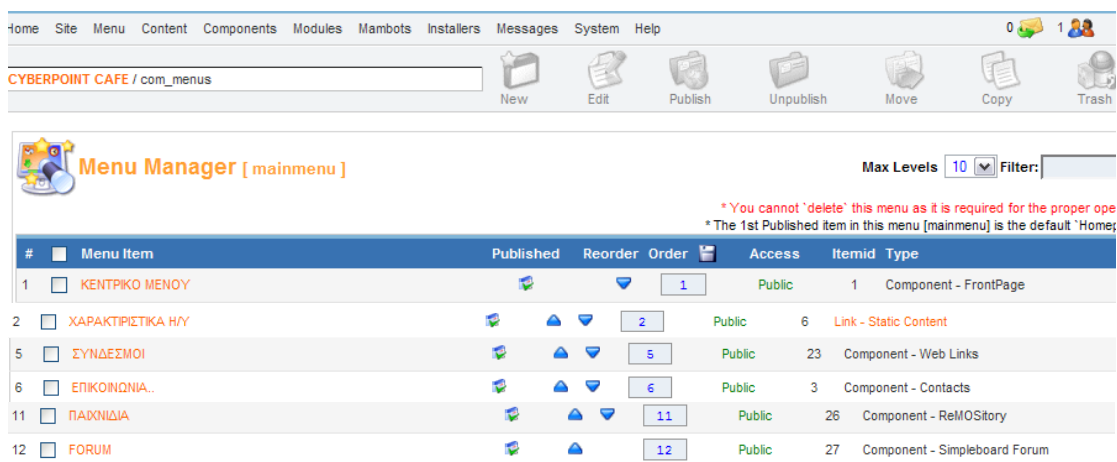 Home Site Menu Content Components Modules Mambots Installers Messages System Help 0 1
CYBERPOINT CAFE / com_menus
New Edit Publish Unpublish Move Copy Trash
Menu Manager [ mainmenu ]
Max Levels 10 Filter:
* You cannot `delete` this menu as it is required for the proper ope
* The 1st Published item in this menu [mainmenu] is the default `Homep
# Menu Item Published Reorder Order Access Itemid Type
1 ΚΕΝΤΡΙΚΟ ΜΕΝΟΥ 1 Public 1 Component - FrontPage
2 ΧΑΡΑΚΤΙΡΙΣΤΙΚΑ Η/Υ 2 Public 6 Link - Static Content
5 ΣΥΝΔΕΣΜΟΙ 5 Public 23 Component - Web Links
6 ΕΠΙΚΟΙΝΩΝΙΑ.. 6 Public 3 Component - Contacts
11 ΠΑΙΧΝΙΔΙΑ 11 Public 26 Component - ReMOSitory
12 FORUM 12 Public 27 Component - Simpleboard Forum